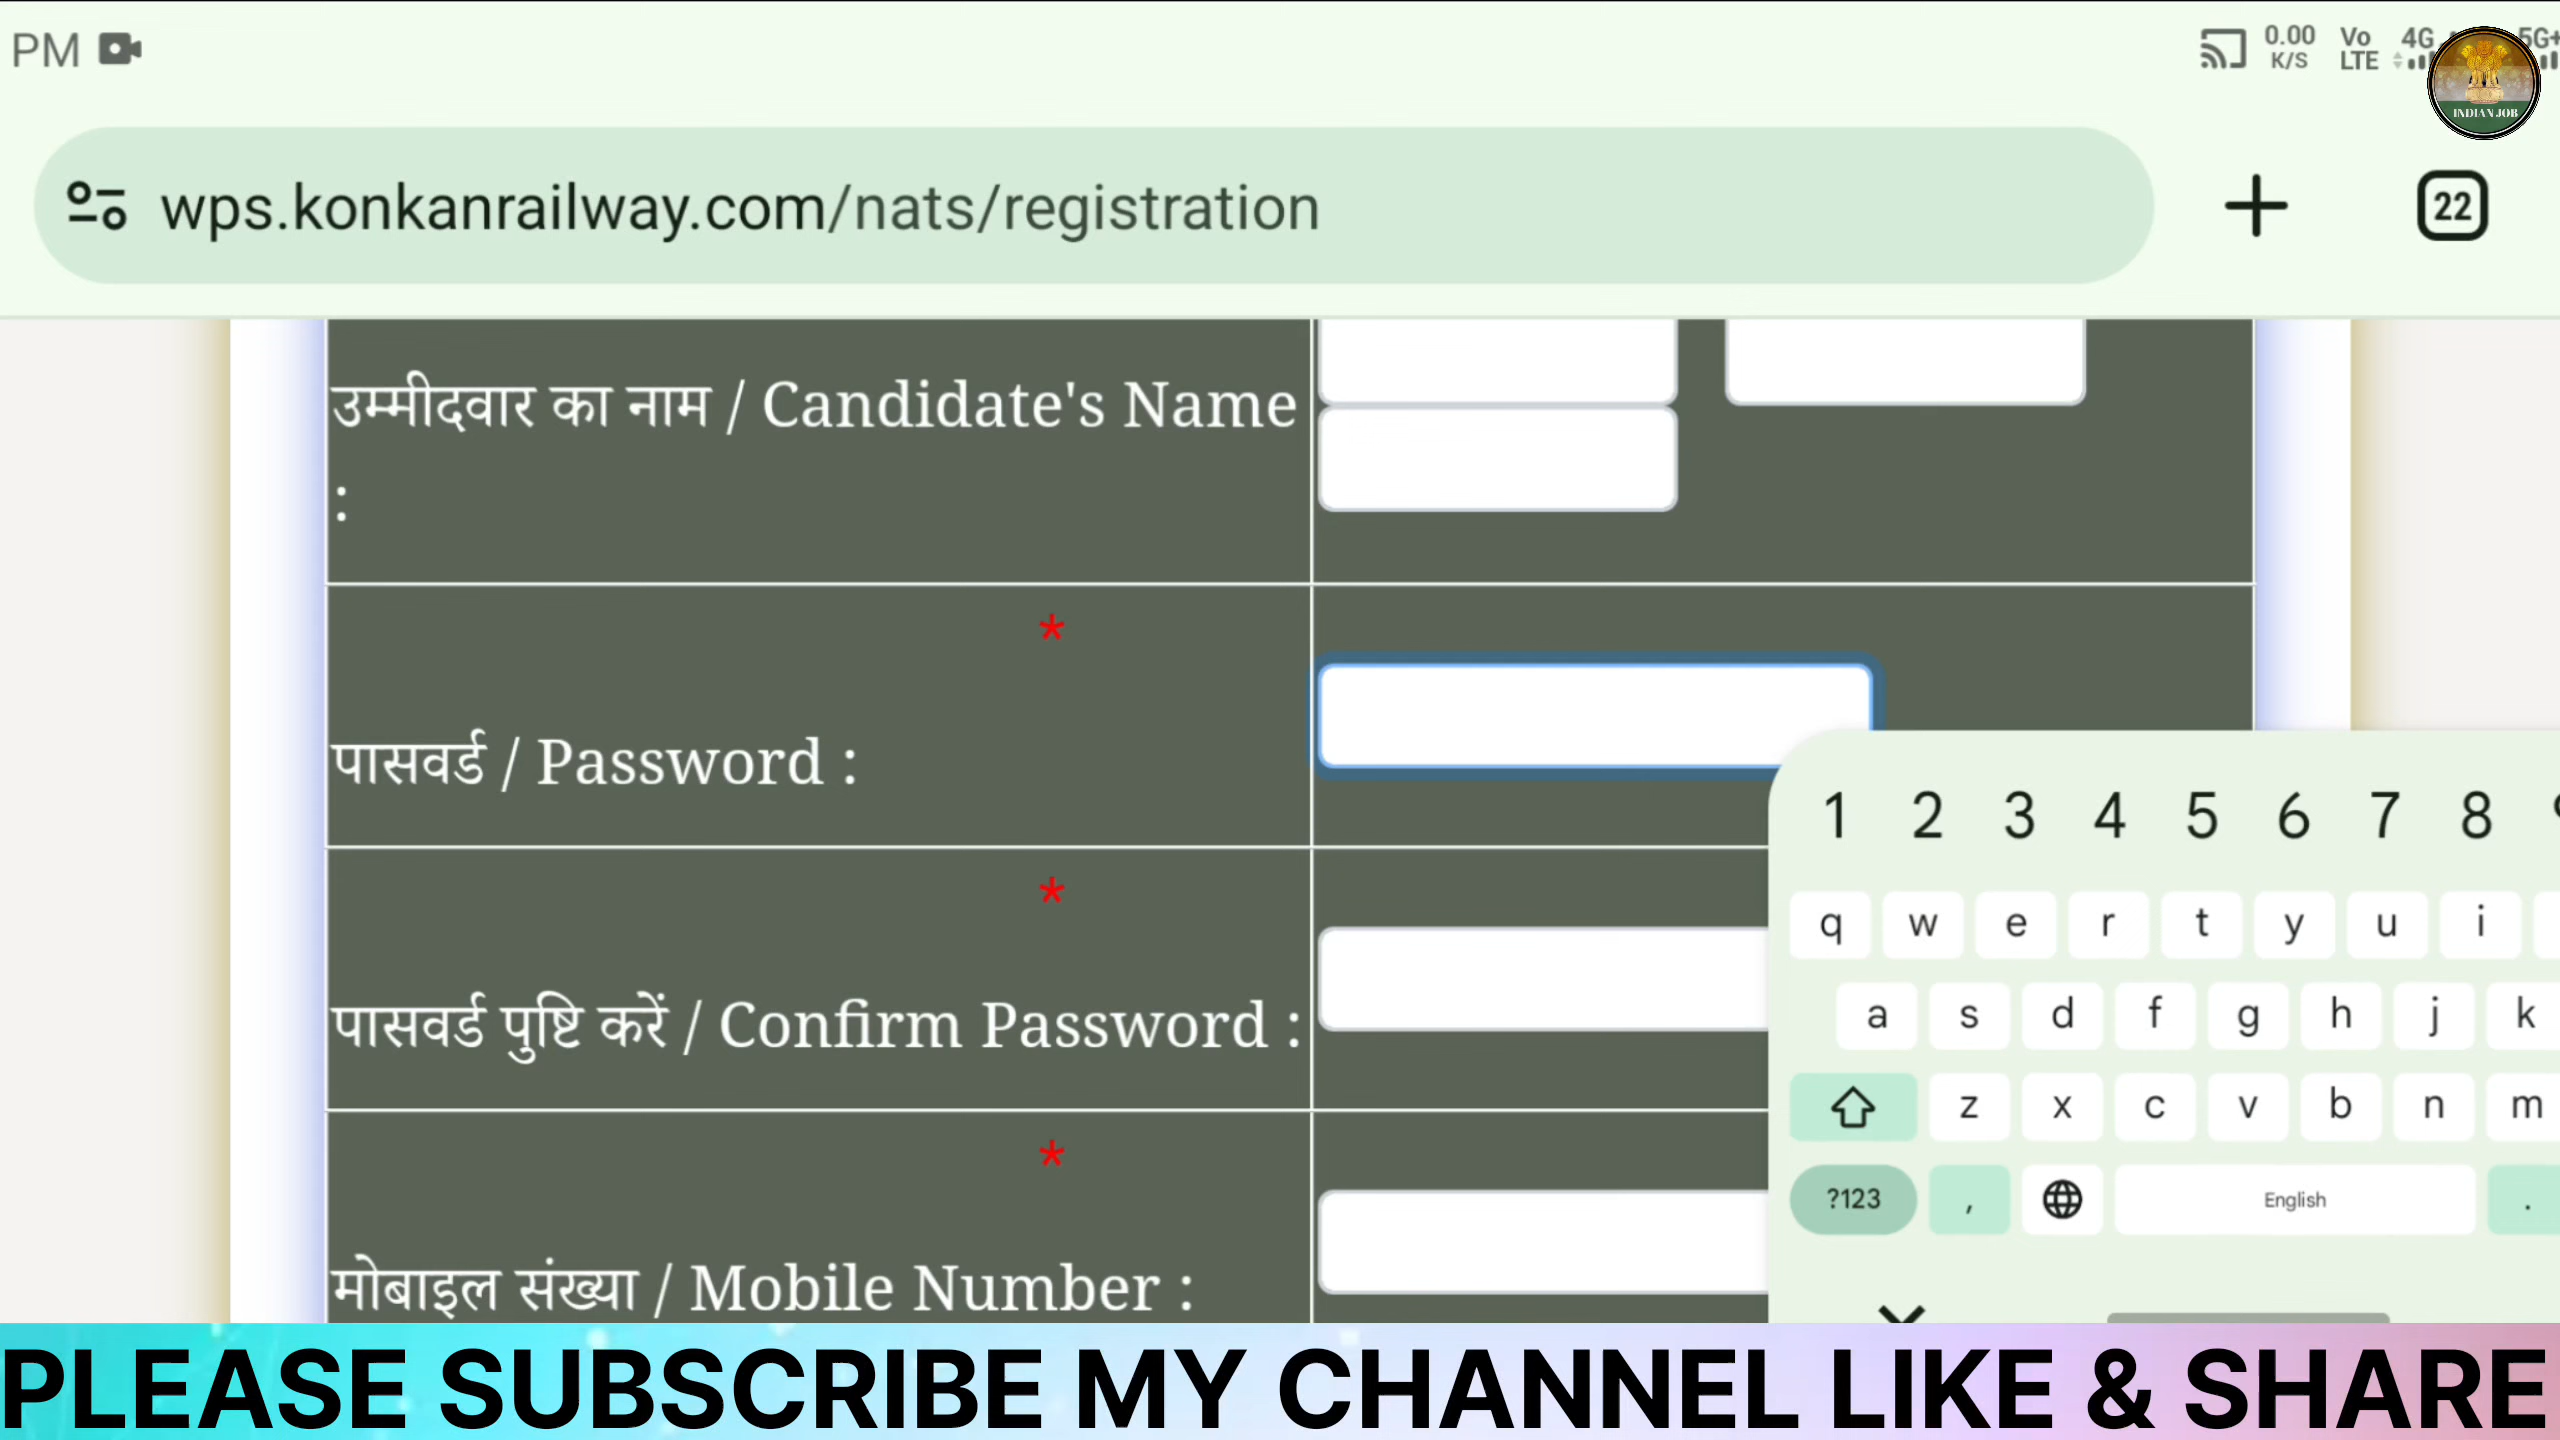 PM
0.00 K/S Vo LTE 4G 5G+
INDIAN JOB
wps.konkanrailway.com/nats/registration
22
उम्मीदवार का नाम / Candidate's Name
:
*
पासवर्ड / Password :
*
पासवर्ड पुष्टि करें / Confirm Password :
*
मोबाइल संख्या / Mobile Number :
1 2 3 4 5 6 7 8
q w e r t y u i
a s d f g h j k
z x c v b n m
?123 , English .
PLEASE SUBSCRIBE MY CHANNEL LIKE & SHARE